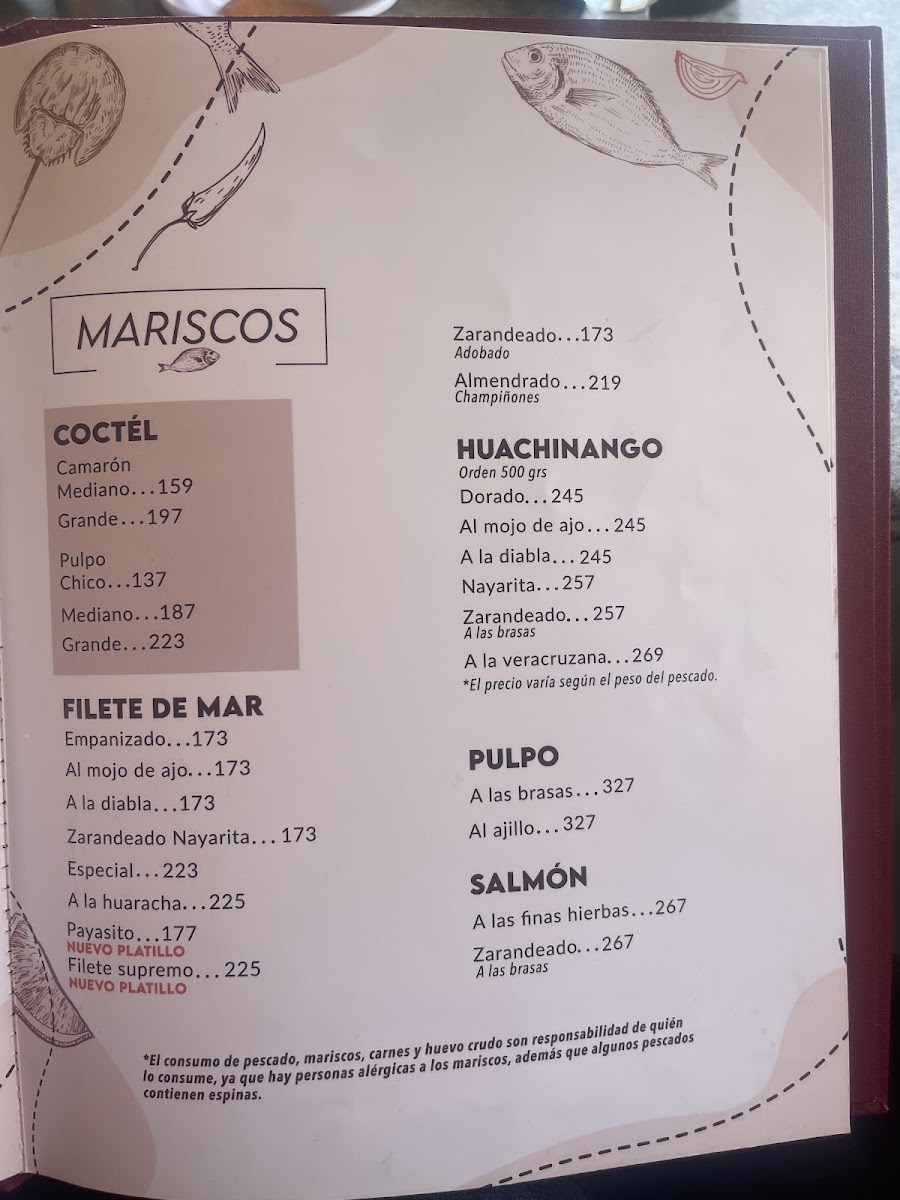 MARISCOS
COCTÉL
Camarón
Mediano...159
Grande...197
Pulpo
Chico...137
Mediano...187
Grande...223
FILETE DE MAR
Empanizado...173
Al mojo de ajo...173
A la diabla...173
Zarandeado Nayarita...173
Especial...223
A la huaracha...225
Payasito...177
NUEVO PLATILLO
Filete supremo...225
NUEVO PLATILLO
Zarandeado...173
Adobado
Almendrado...219
Champiñones
HUACHINANGO
Orden 500 grs
Dorado...245
Al mojo de ajo...245
A la diabla...245
Nayarita...257
Zarandeado...257
A las brasas
A la veracruzana...269
*El precio varía según el peso del pescado.
PULPO
A las brasas...327
Al ajillo...327
SALMÓN
A las finas hierbas...267
Zarandeado...267
A las brasas
*El consumo de pescado, mariscos, carnes y huevo crudo son responsabilidad de quién
lo consume, ya que hay personas alérgicas a los mariscos, además que algunos pescados
contienen espinas.